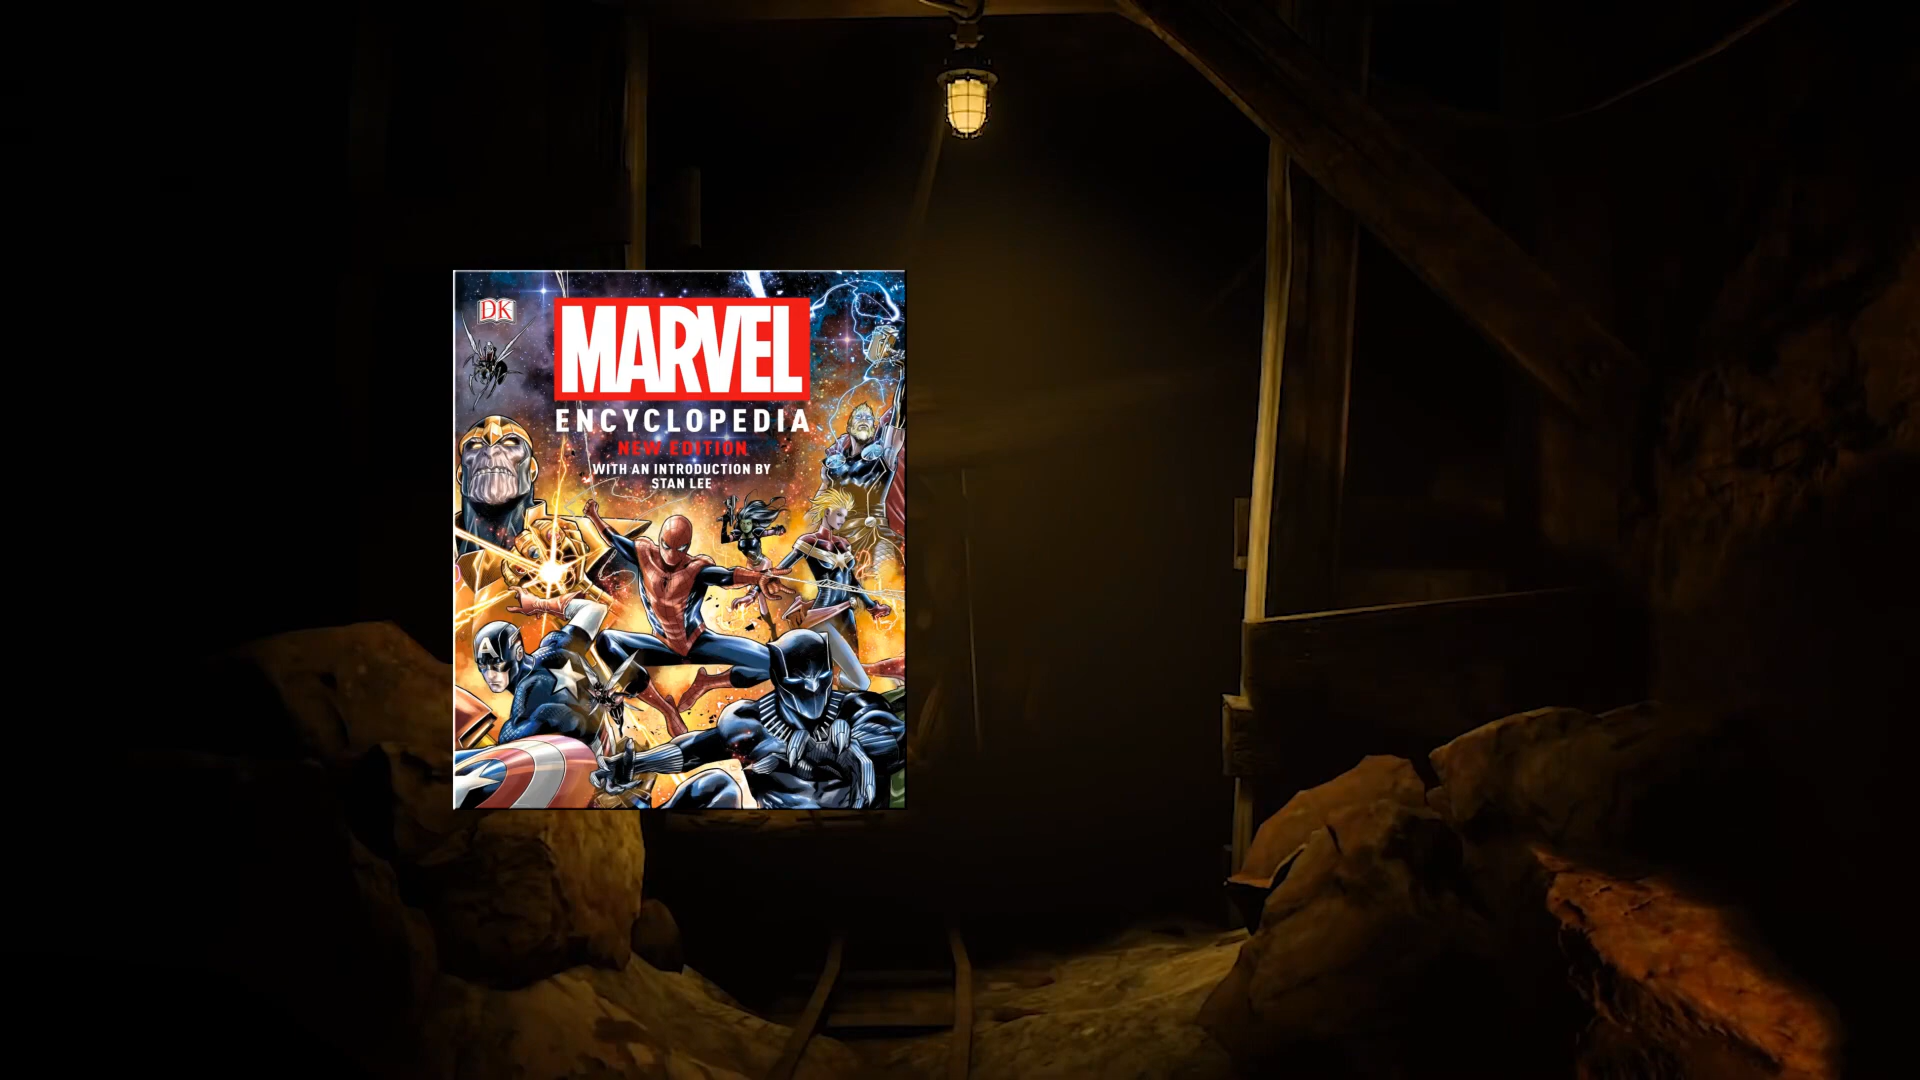 DK
MARVEL
ENCYCLOPEDIA
NEW EDITION
WITH AN INTRODUCTION BY
STAN LEE